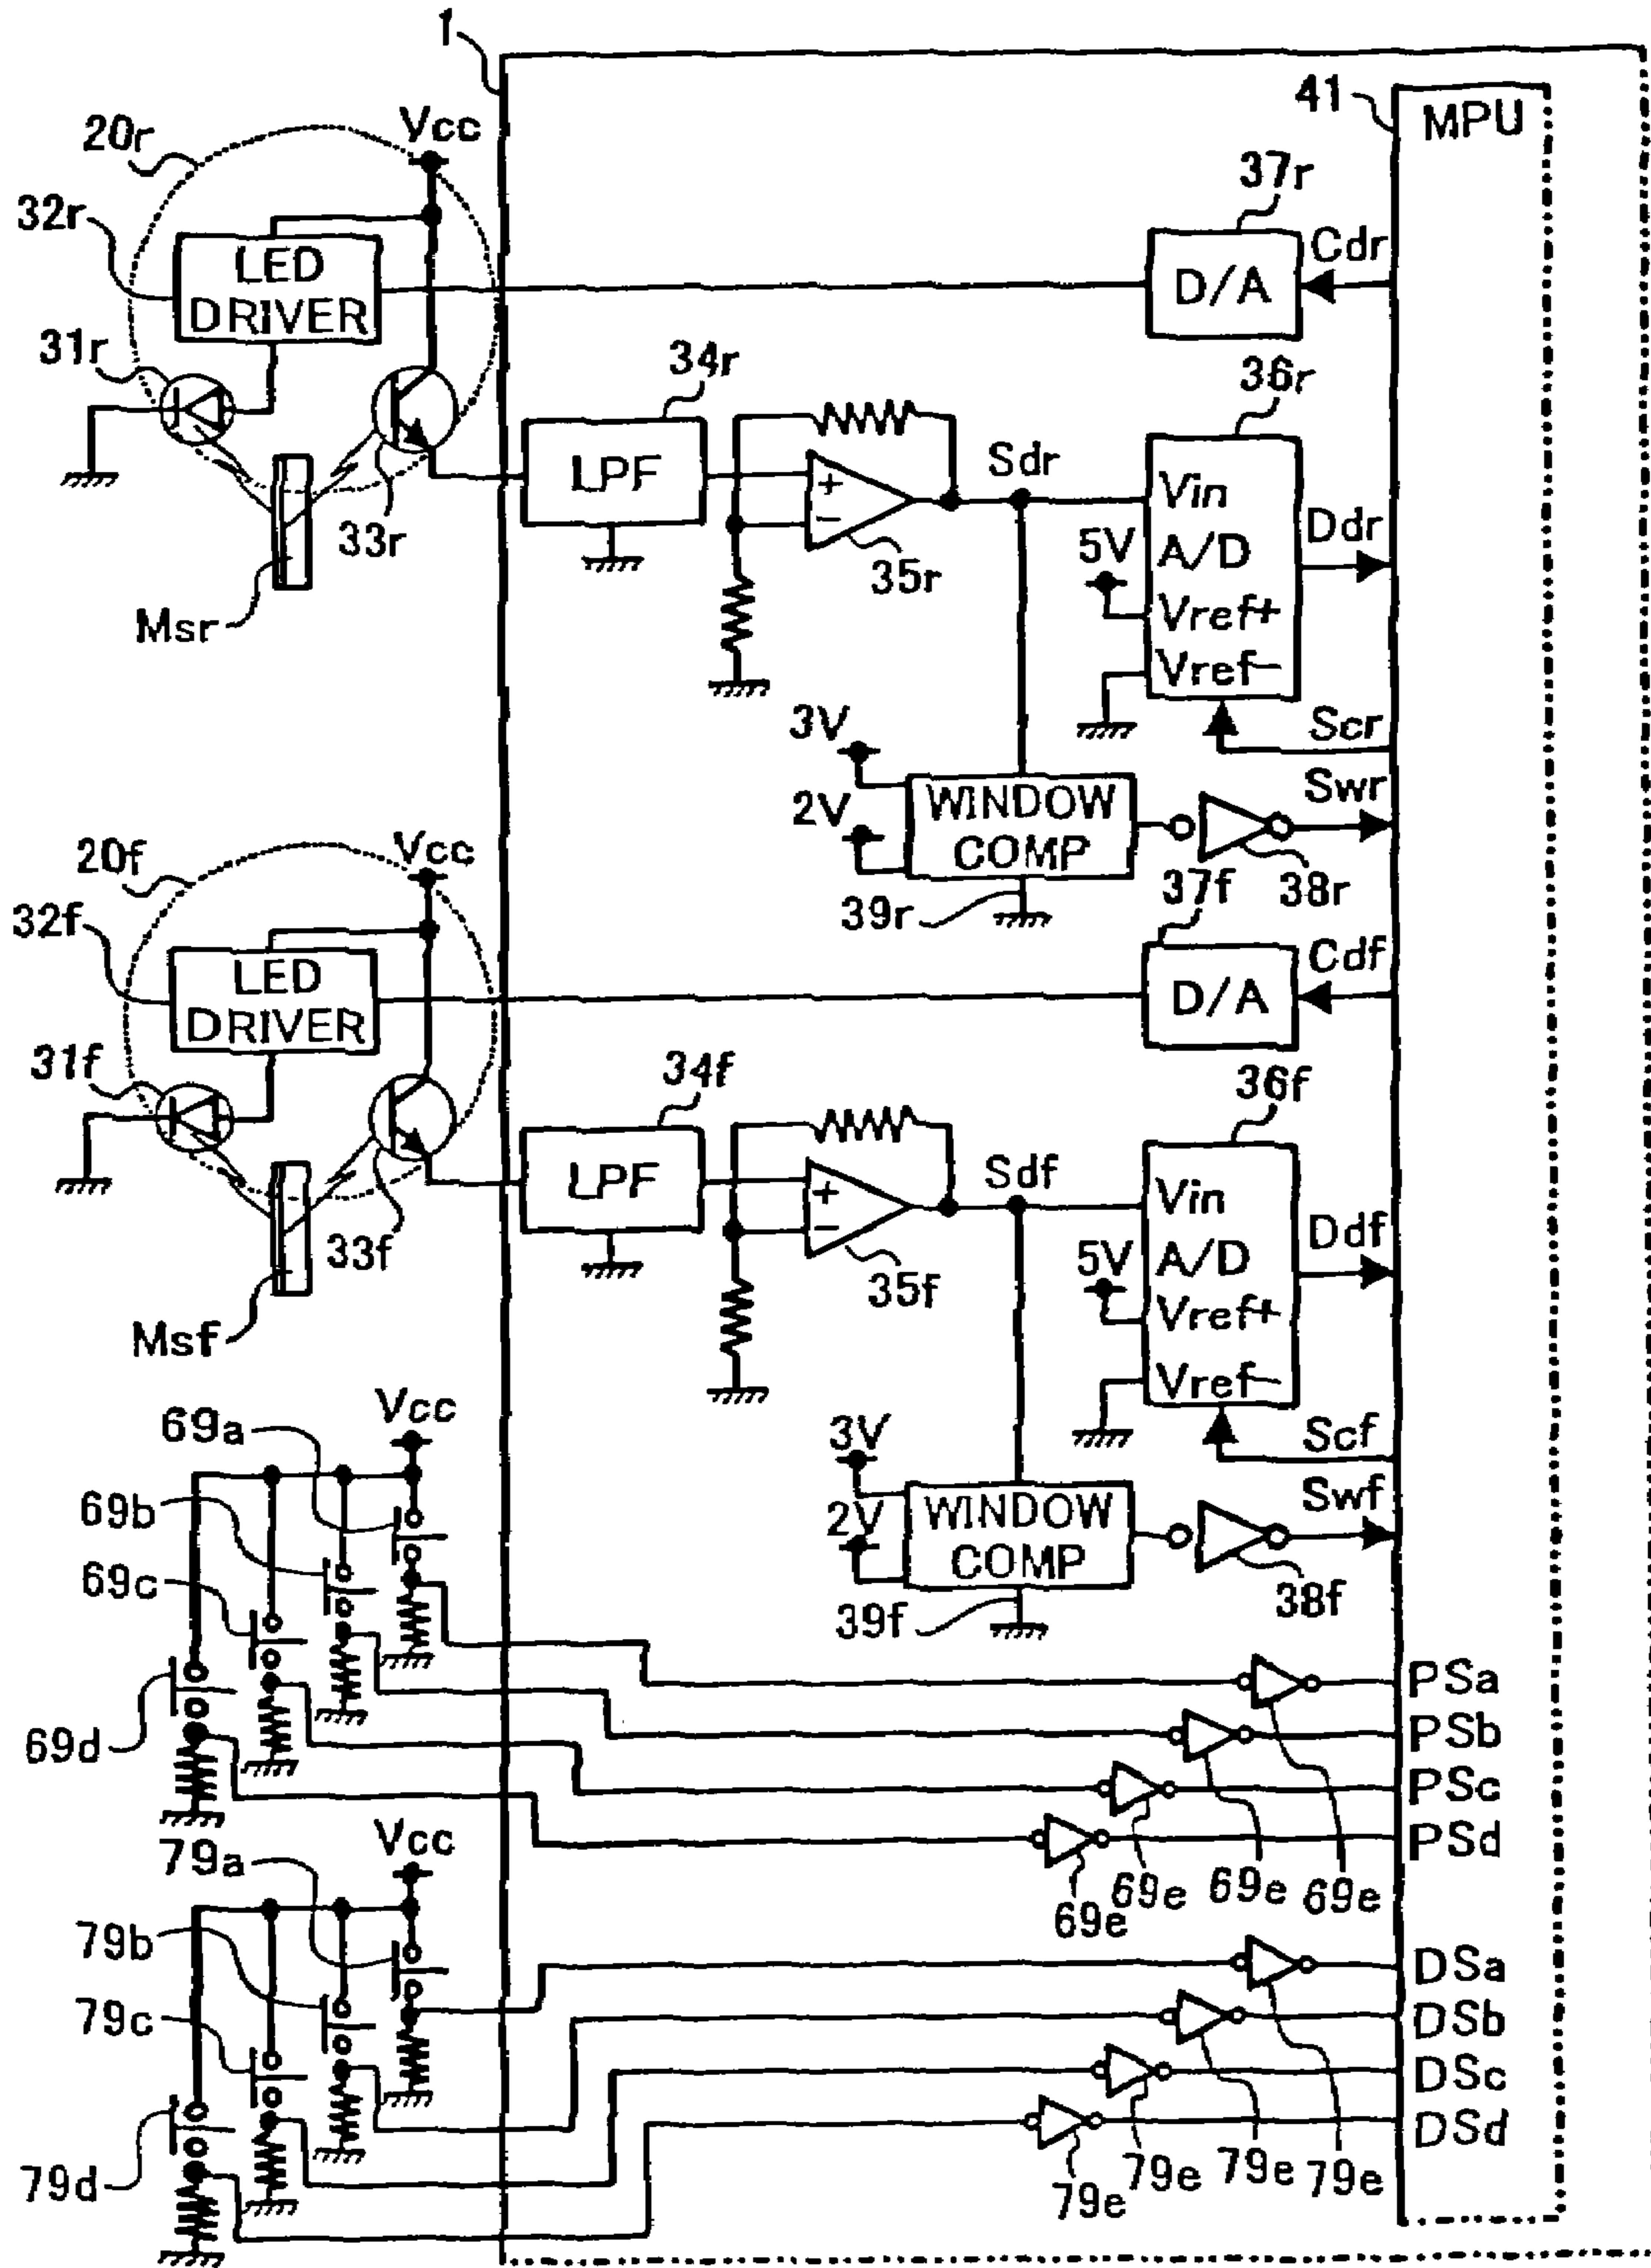 1
41
MPU
20r
Vcc
37r
32r
LED
DRIVER
D/A
Cdr
31r
34r
36r
LPF
+
−
Sdr
Vin
A/D
Vref+
Vref−
5V
Ddr
33r
35r
Msr
3V
2V
WINDOW
COMP
Scr
Swr
39r
38r
20f
Vcc
37f
32f
LED
DRIVER
D/A
Cdf
31f
34f
36f
LPF
+
−
Sdf
Vin
A/D
Vref+
Vref−
5V
Ddf
33f
35f
Msf
3V
2V
WINDOW
COMP
Scf
Swf
39f
38f
69a
Vcc
69b
69c
69d
PSa
PSb
PSc
PSd
69e
69e
69e
69e
79a
Vcc
79b
79c
79d
DSa
DSb
DSc
DSd
79e
79e
79e
79e